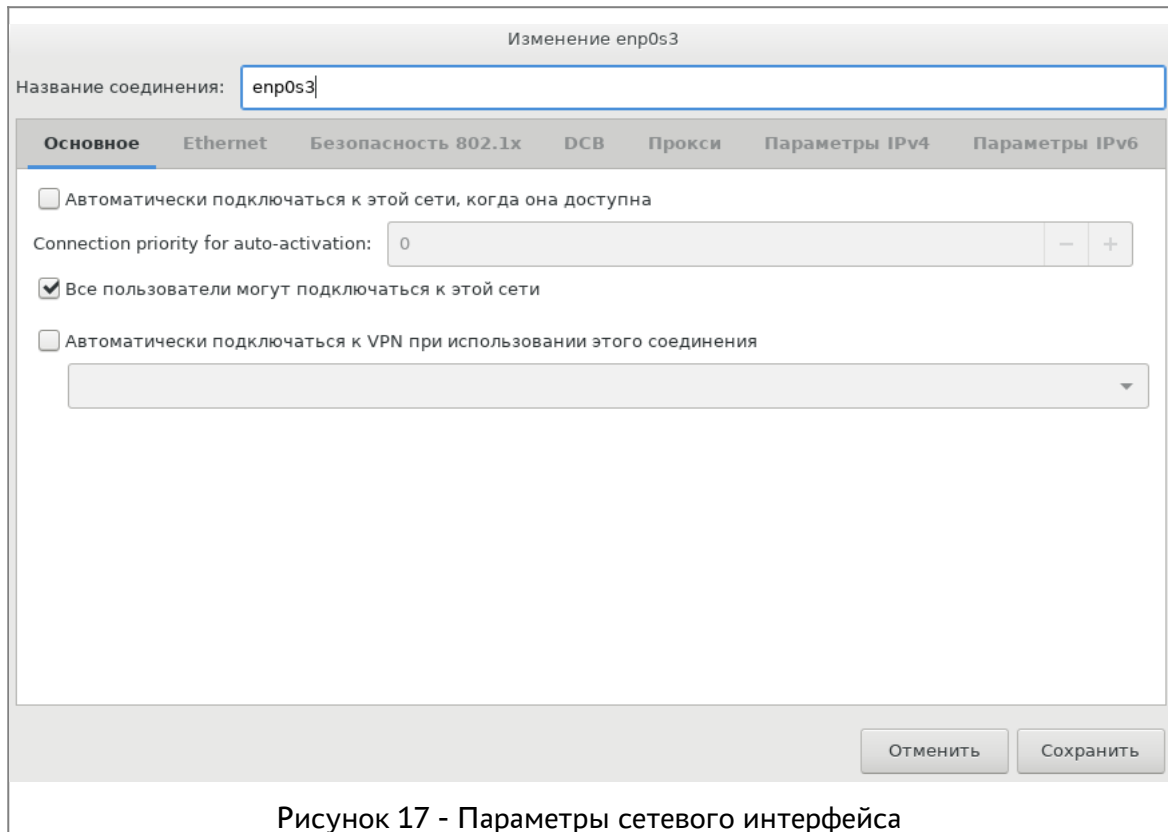 Изменение enp0s3
Название соединения: enp0s3
Основное Ethernet Безопасность 802.1x DCB Прокси Параметры IPv4 Параметры IPv6
Автоматически подключаться к этой сети, когда она доступна
Connection priority for auto-activation: 0 − +
Все пользователи могут подключаться к этой сети
Автоматически подключаться к VPN при использовании этого соединения
Отменить Сохранить
Рисунок 17 - Параметры сетевого интерфейса